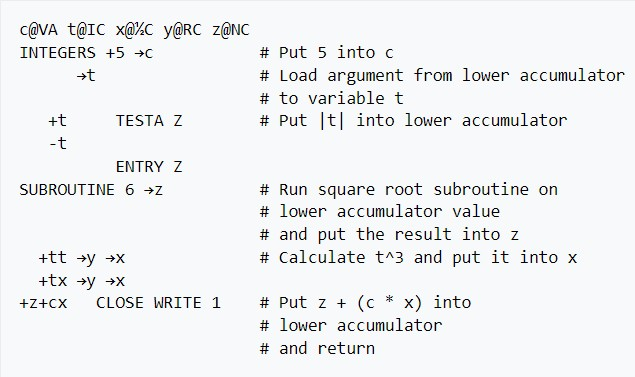 c@VA t@IC x@½C y@RC z@NC
INTEGERS +5 →c # Put 5 into c
→t # Load argument from lower accumulator
# to variable t
+t TESTA Z # Put |t| into lower accumulator
-t
ENTRY Z
SUBROUTINE 6 →z # Run square root subroutine on
# lower accumulator value
# and put the result into z
+tt →y →x # Calculate t^3 and put it into x
+tx →y →x
+z+cx CLOSE WRITE 1 # Put z + (c * x) into
# lower accumulator
# and return